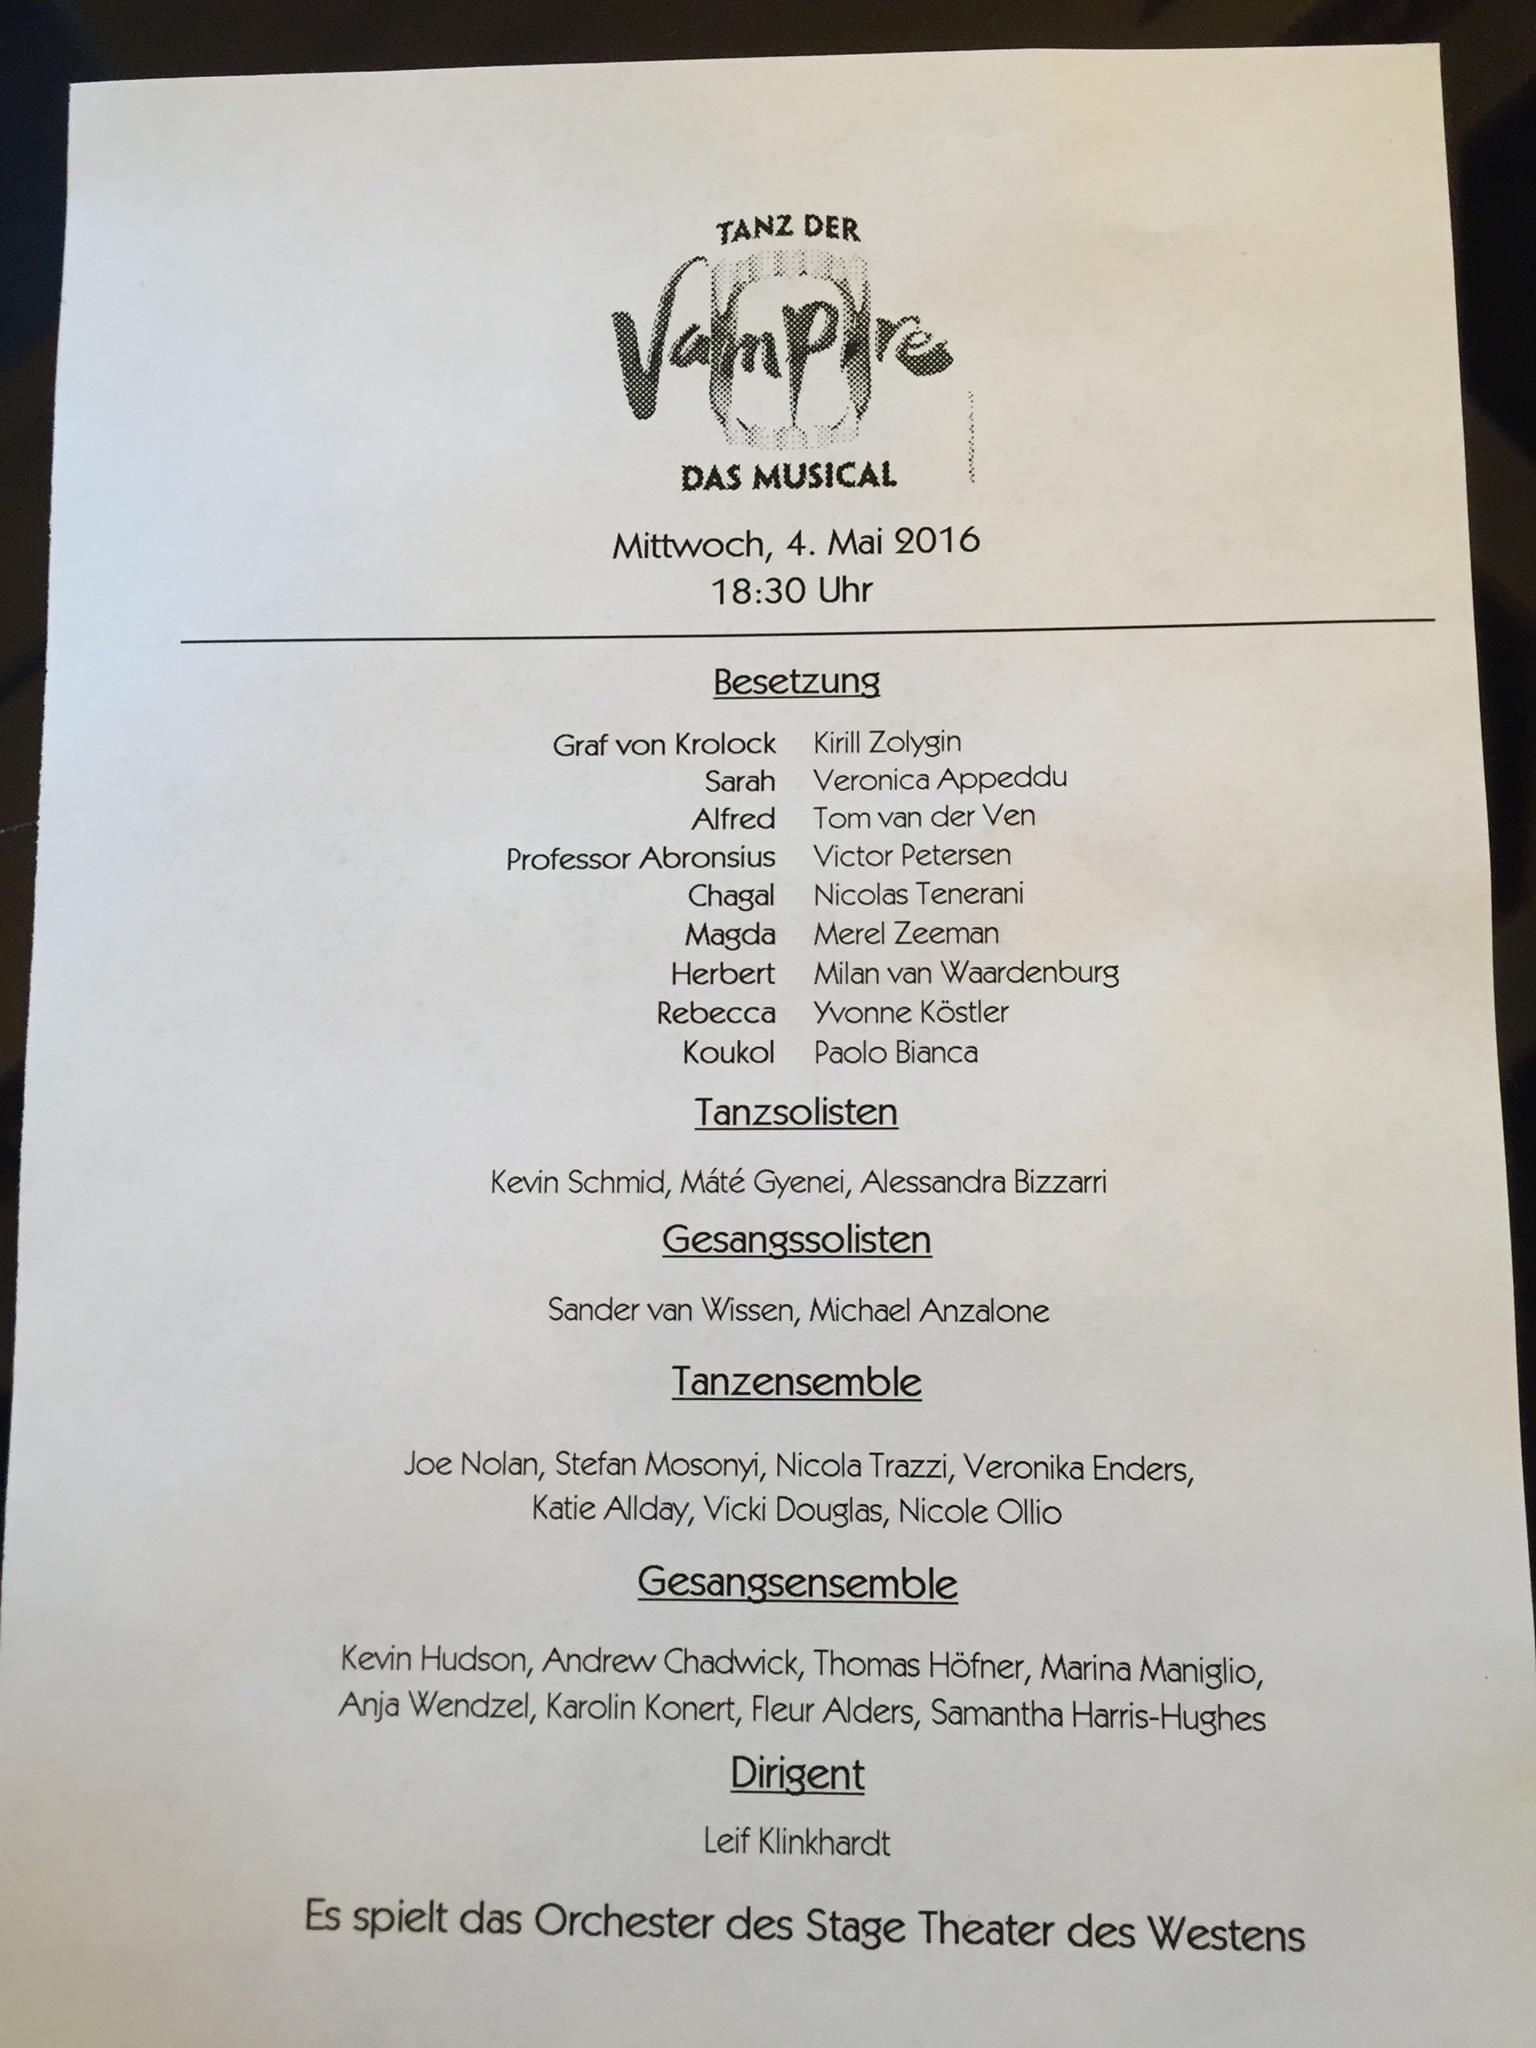 TANZ DER
Vampire
DAS MUSICAL
Mittwoch, 4. Mai 2016
18:30 Uhr
Besetzung
Graf von Krolock Kirill Zolygin
Sarah Veronica Appeddu
Alfred Tom van der Ven
Professor Abronsius Victor Petersen
Chagal Nicolas Tenerani
Magda Merel Zeeman
Herbert Milan van Waardenburg
Rebecca Yvonne Köstler
Koukol Paolo Bianca
Tanzsolisten
Kevin Schmid, Máté Gyenei, Alessandra Bizzarri
Gesangssolisten
Sander van Wissen, Michael Anzalone
Tanzensemble
Joe Nolan, Stefan Mosonyi, Nicola Trazzi, Veronika Enders,
Katie Allday, Vicki Douglas, Nicole Ollio
Gesangsensemble
Kevin Hudson, Andrew Chadwick, Thomas Höfner, Marina Maniglio,
Anja Wendzel, Karolin Konert, Fleur Alders, Samantha Harris-Hughes
Dirigent
Leif Klinkhardt
Es spielt das Orchester des Stage Theater des Westens